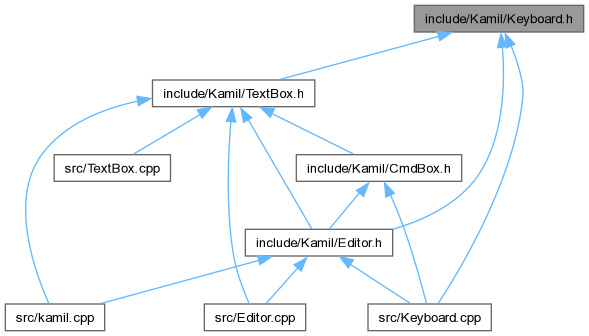 include/Kamil/Keyboard.h
include/Kamil/TextBox.h
src/TextBox.cpp
include/Kamil/CmdBox.h
include/Kamil/Editor.h
src/kamil.cpp
src/Editor.cpp
src/Keyboard.cpp